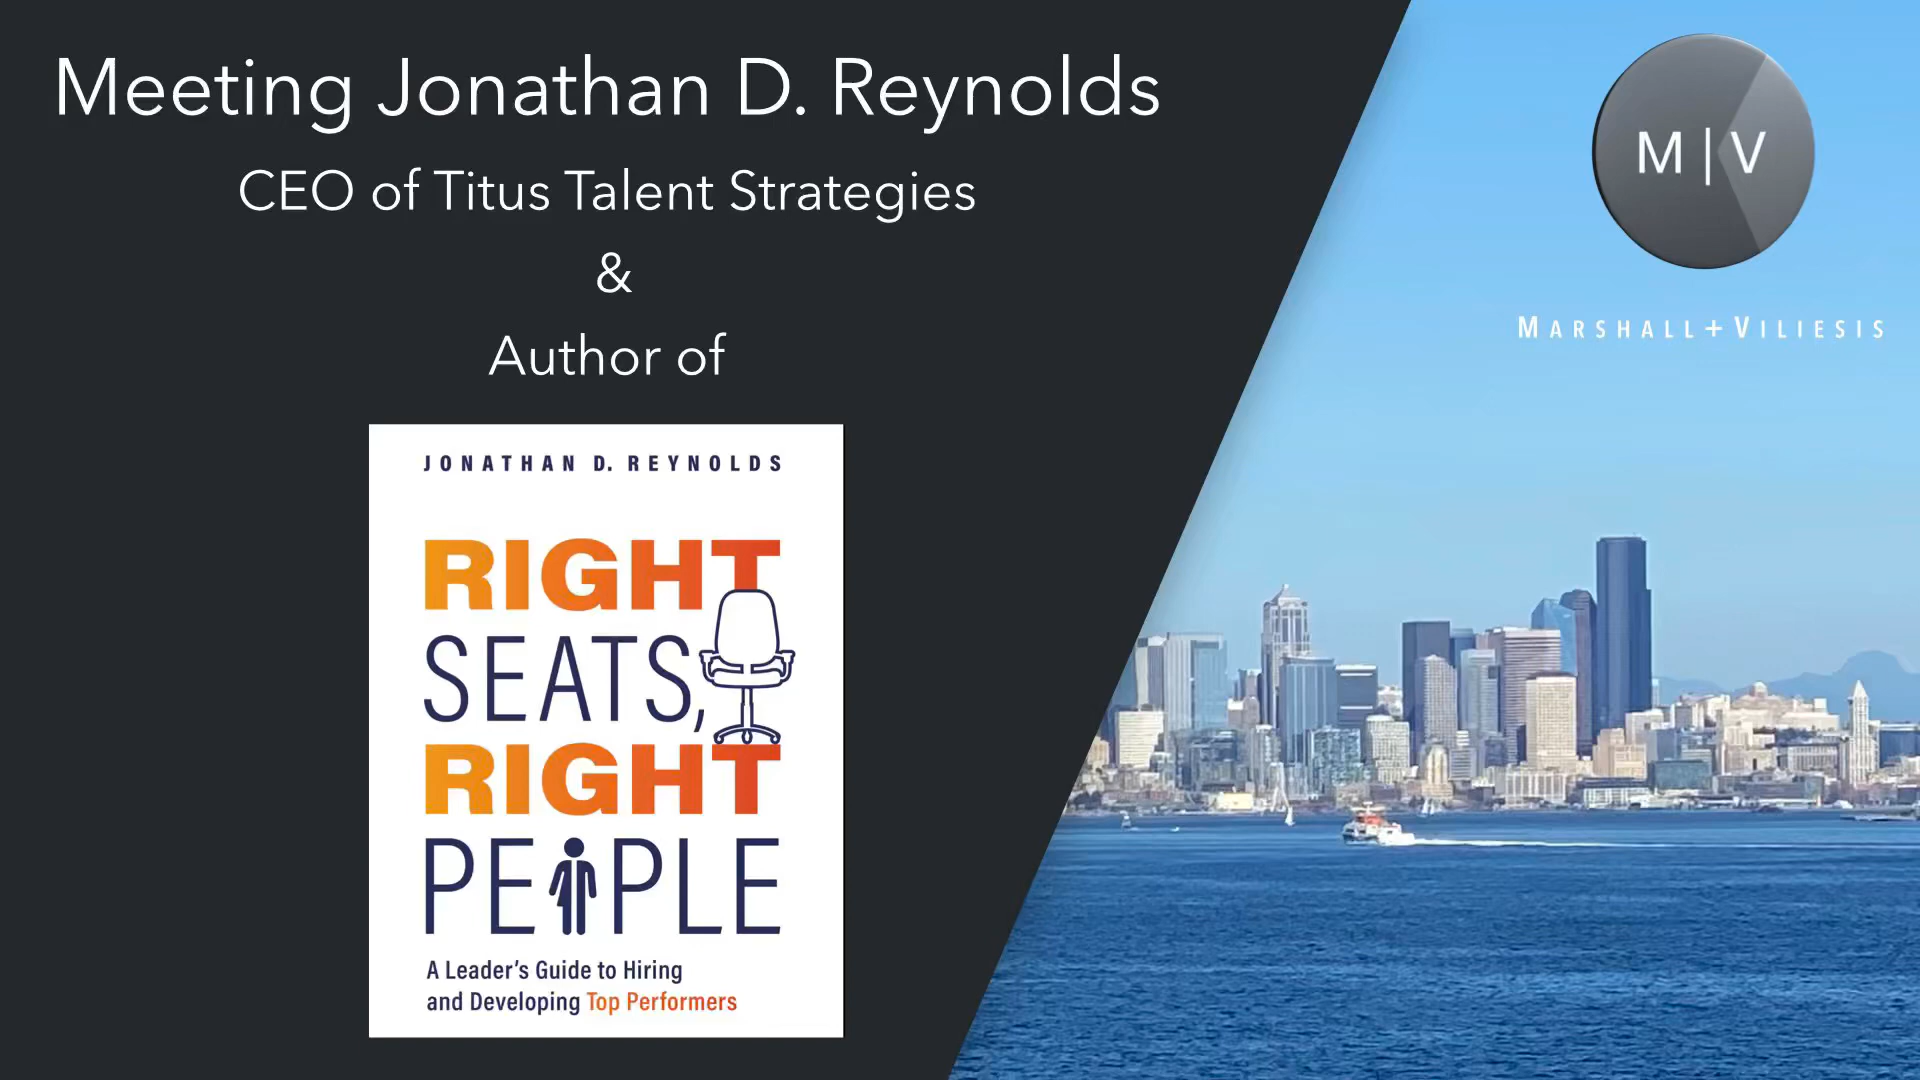 Meeting Jonathan D. Reynolds
CEO of Titus Talent Strategies
&
Author of
JONATHAN D. REYNOLDS
RIGHT
SEATS,
RIGHT
PEOPLE
A Leader's Guide to Hiring
and Developing Top Performers
M|V
MARSHALL+VILIESIS